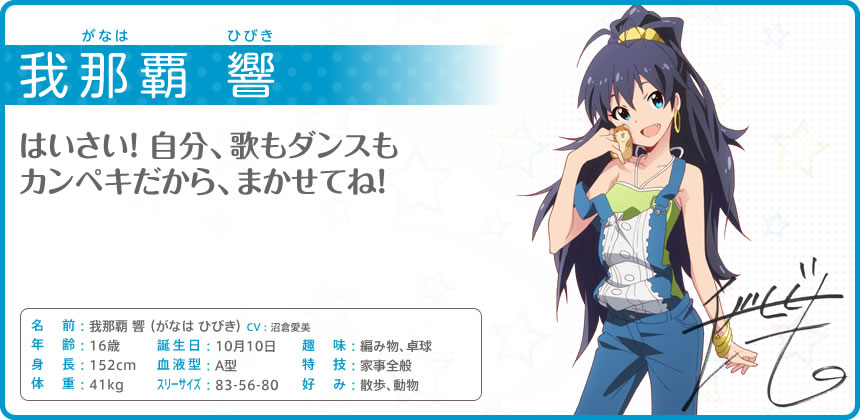 がなは ひびき
我那覇 響
はいさい! 自分、歌もダンスも
カンペキだから、まかせてね!
名 前 : 我那覇 響 (がなは ひびき) CV : 沼倉愛美
年 齢 : 16歳 誕生日 : 10月10日 趣 味 : 編み物、卓球
身 長 : 152cm 血液型 : A型 特 技 : 家事全般
体 重 : 41kg スリーサイズ : 83-56-80 好 み : 散歩、動物